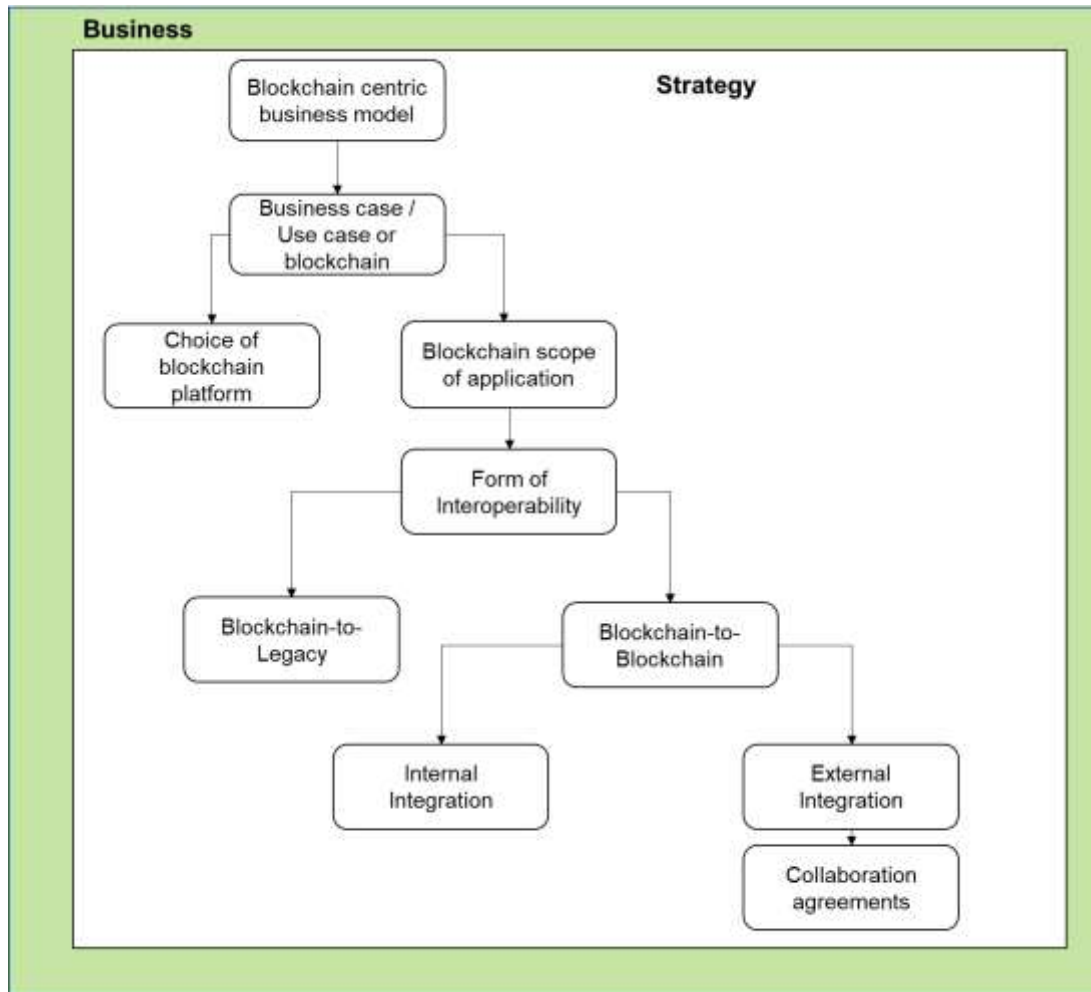 Business
Strategy
Blockchain centric
business model
Business case /
Use case or
blockchain
Choice of
blockchain
platform
Blockchain scope
of application
Form of
Interoperability
Blockchain-to-
Legacy
Blockchain-to-
Blockchain
Internal
Integration
External
Integration
Collaboration
agreements